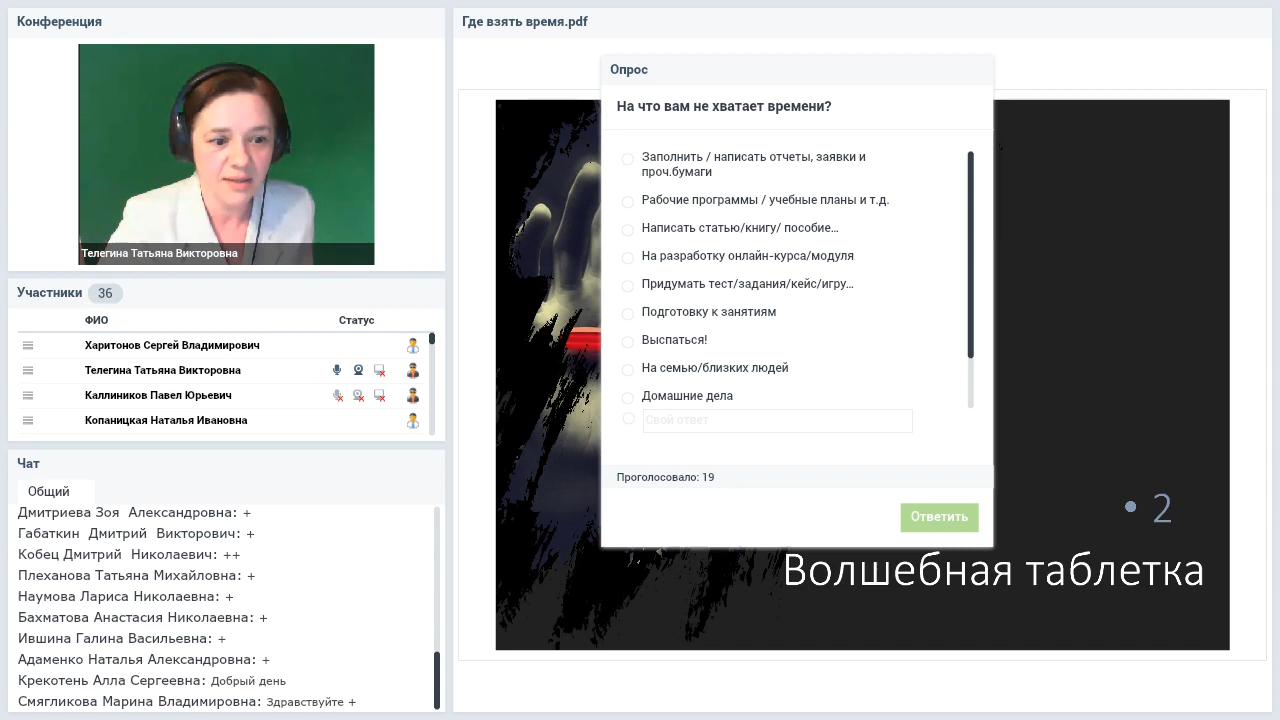 Конференция
Телегина Татьяна Викторовна
Участники 36
ФИО Статус
Харитонов Сергей Владимирович
Телегина Татьяна Викторовна
Каллиников Павел Юрьевич
Копаницкая Наталья Ивановна
Чат
Общий
Дмитриева Зоя Александровна: +
Габаткин Дмитрий Викторович: +
Кобец Дмитрий Николаевич: ++
Плеханова Татьяна Михайловна: +
Наумова Лариса Николаевна: +
Бахматова Анастасия Николаевна: +
Ившина Галина Васильевна: +
Адаменко Наталья Александровна: +
Крекотень Алла Сергеевна: Добрый день
Смягликова Марина Владимировна: Здравствуйте +
Где взять время.pdf
Опрос
На что вам не хватает времени?
Заполнить / написать отчеты, заявки и
проч.бумаги
Рабочие программы / учебные планы и т.д.
Написать статью/книгу/ пособие...
На разработку онлайн-курса/модуля
Придумать тест/задания/кейс/игру...
Подготовку к занятиям
Выспаться!
На семью/близких людей
Домашние дела
Свой ответ
Проголосовало: 19
Ответить
• 2
Волшебная таблетка